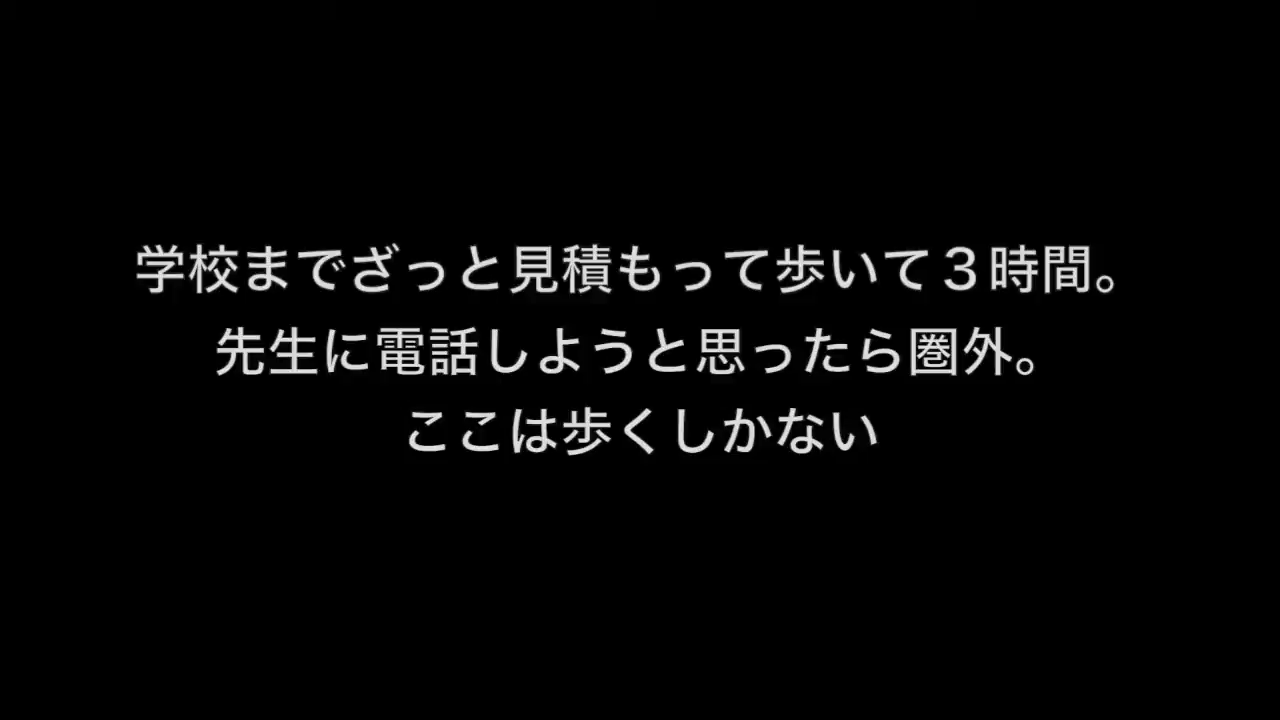 学校までざっと見積もって歩いて３時間。
先生に電話しようと思ったら圏外。
ここは歩くしかない